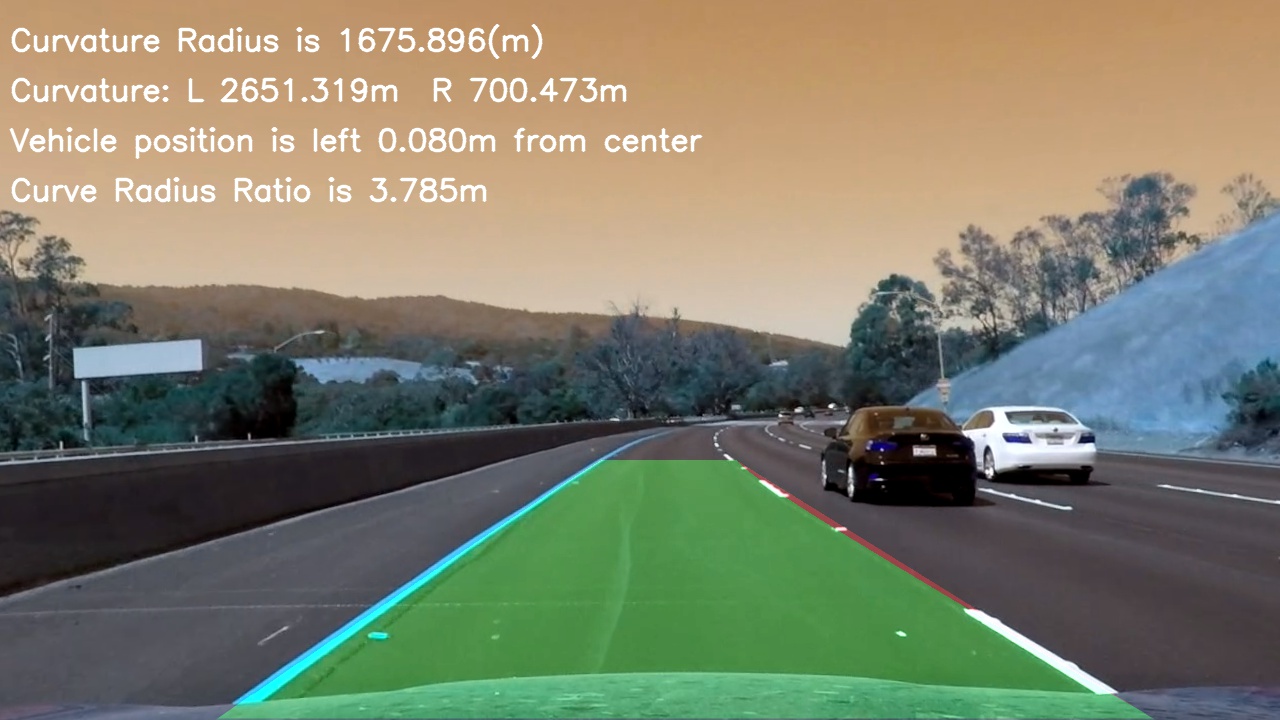 Curvature Radius is 1675.896(m)
Curvature: L 2651.319m R 700.473m
Vehicle position is left 0.080m from center
Curve Radius Ratio is 3.785m